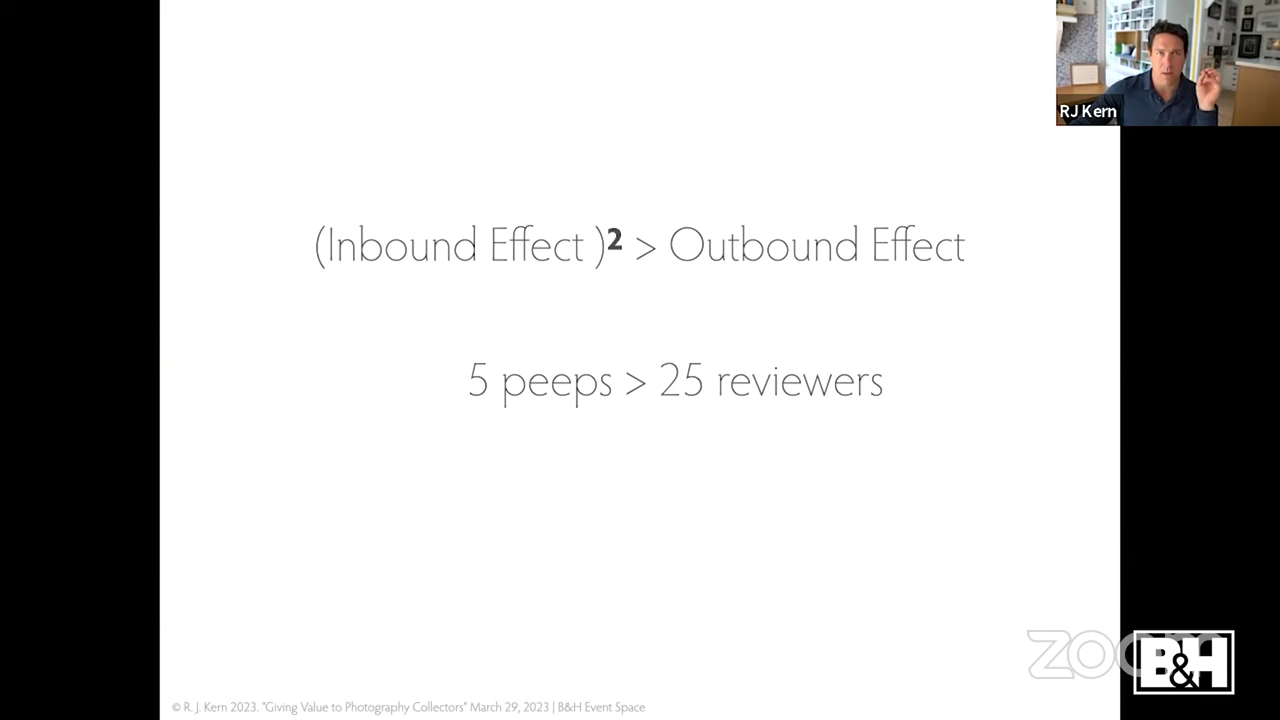 RJ Kern
(Inbound Effect )² > Outbound Effect
5 peeps > 25 reviewers
zoom
B&H
© R. J. Kern 2023. "Giving Value to Photography Collectors" March 29, 2023 | B&H Event Space